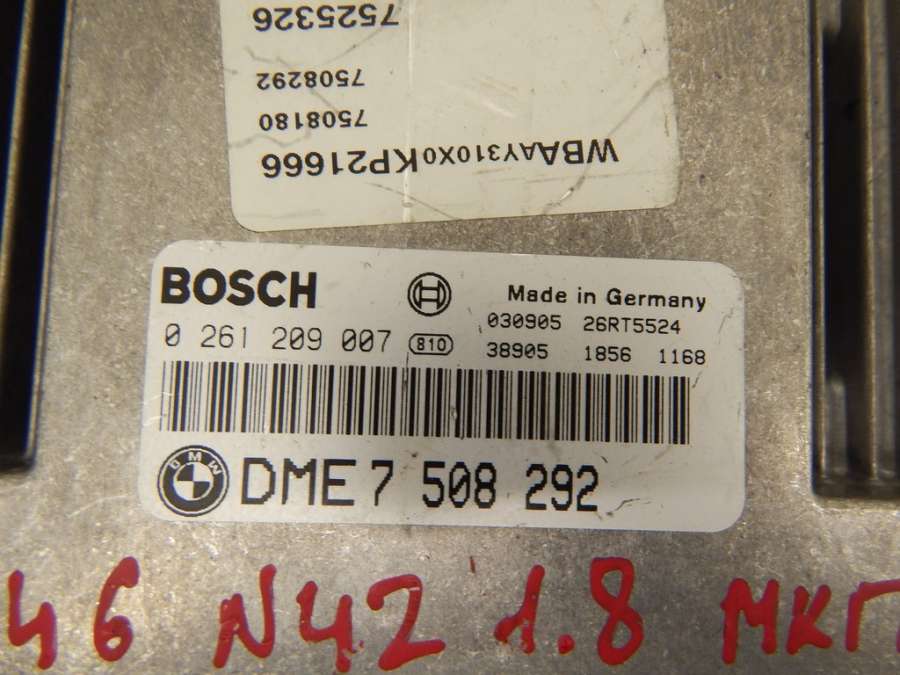 7525326
7508292
7508180
WBAAY310X0KP21666
BOSCH
Made in Germany
0 261 209 007 810
030905 26RT5524
38905 1856 1168
BMW
DME 7 508 292
46 N42 1.8 МКП